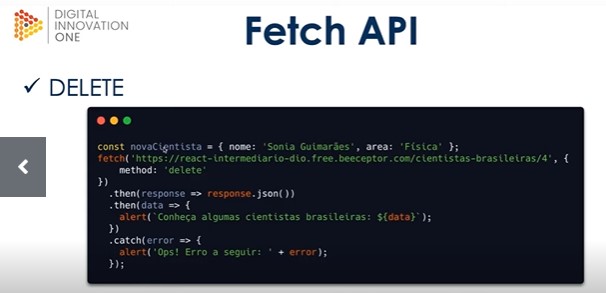 DIGITAL
INNOVATION
ONE
Fetch API
✓ DELETE
const novaCientista = { nome: 'Sonia Guimarães', area: 'Física' };
fetch('https://react-intermediario-dio.free.beeceptor.com/cientistas-brasileiras/4', {
    method: 'delete'
})
  .then(response => response.json())
  .then(data => {
    alert(`Conheça algumas cientistas brasileiras: ${data}`);
  })
  .catch(error => {
    alert('Ops! Erro a seguir: ' + error);
  });